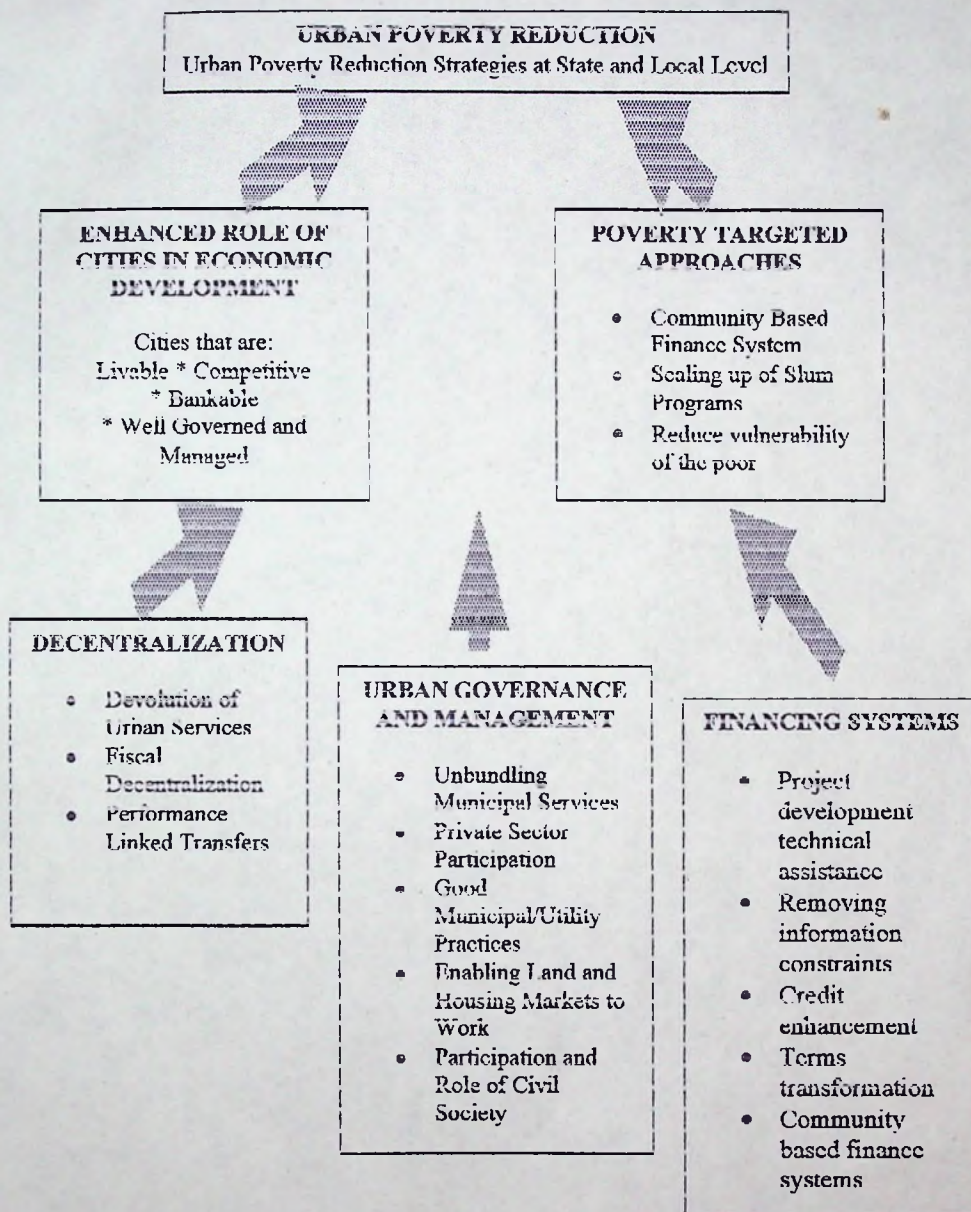 URBAN POVERTY REDUCTION
Urban Poverty Reduction Strategies at State and Local Level
ENHANCED ROLE OF
CITIES IN ECONOMIC
DEVELOPMENT
Cities that are:
Livable * Competitive
* Bankable
* Well Governed and
Managed
POVERTY TARGETED
APPROACHES
• Community Based
Finance System
• Scaling up of Slum
Programs
• Reduce vulnerability
of the poor
DECENTRALIZATION
• Devolution of
Urban Services
• Fiscal
Decentralization
• Performance
Linked Transfers
URBAN GOVERNANCE
AND MANAGEMENT
• Unbundling
Municipal Services
• Private Sector
Participation
• Good
Municipal/Utility
Practices
• Enabling Land and
Housing Markets to
Work
• Participation and
Role of Civil
Society
FINANCING SYSTEMS
• Project
development
technical
assistance
• Removing
information
constraints
• Credit
enhancement
• Terms
transformation
• Community
based finance
systems